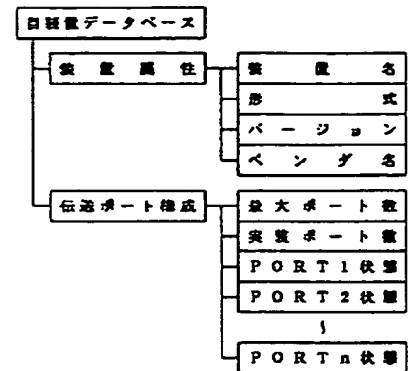 自装置データベース
装置属性
装置名
形式
バージョン
ベンダ名
伝送ポート構成
最大ポート数
実装ポート数
PORT1状態
PORT2状態
~
PORTn状態